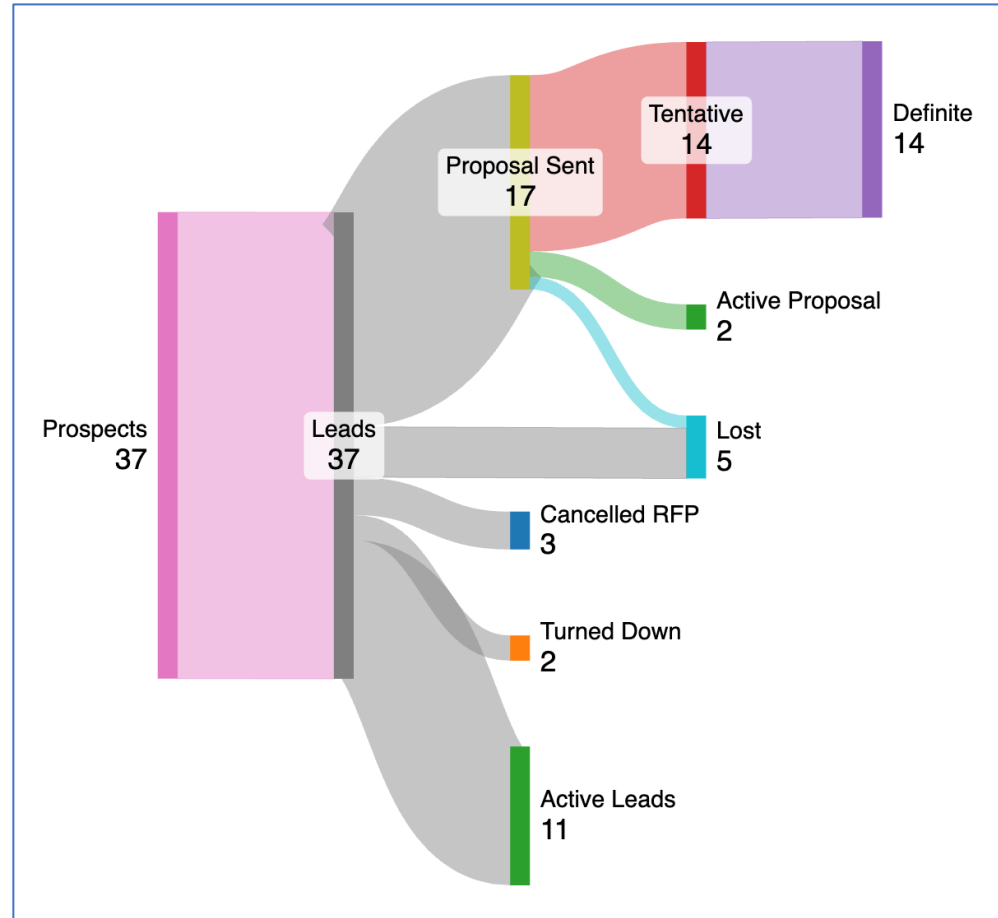 Prospects
37
Leads
37
Proposal Sent
17
Tentative
14
Definite
14
Active Proposal
2
Lost
5
Cancelled RFP
3
Turned Down
2
Active Leads
11